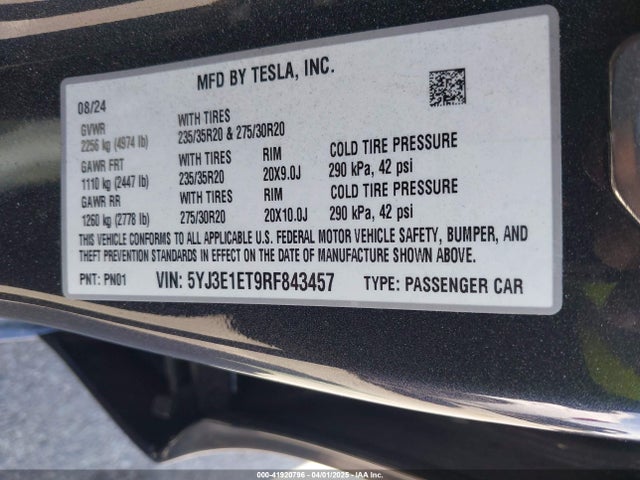 MFD BY TESLA, INC.
08/24
GVWR
2256 kg (4974 lb)
WITH TIRES
235/35R20 & 275/30R20
GAWR FRT
1110 kg (2447 lb)
WITH TIRES
235/35R20
RIM
20X9.0J
COLD TIRE PRESSURE
290 kPa, 42 psi
GAWR RR
1260 kg (2778 lb)
WITH TIRES
275/30R20
RIM
20X10.0J
COLD TIRE PRESSURE
290 kPa, 42 psi
THIS VEHICLE CONFORMS TO ALL APPLICABLE U.S. FEDERAL MOTOR VEHICLE SAFETY, BUMPER, AND
THEFT PREVENTION STANDARDS IN EFFECT ON THE DATE OF MANUFACTURE SHOWN ABOVE.
PNT: PN01 VIN: 5YJ3E1ET9RF843457 TYPE: PASSENGER CAR
000-41920796 - 04/01/2025 - IAA Inc.